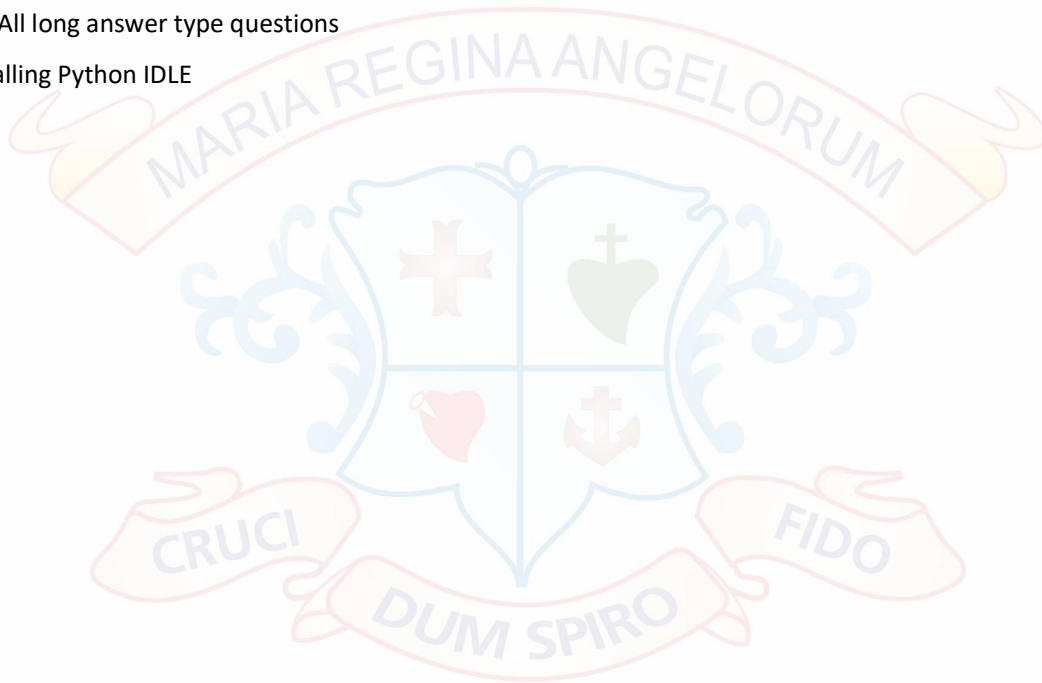 All long answer type questions
alling Python IDLE
MARIA REGINA ANGELORUM
CRUCI
FIDO
DUM SPIRO